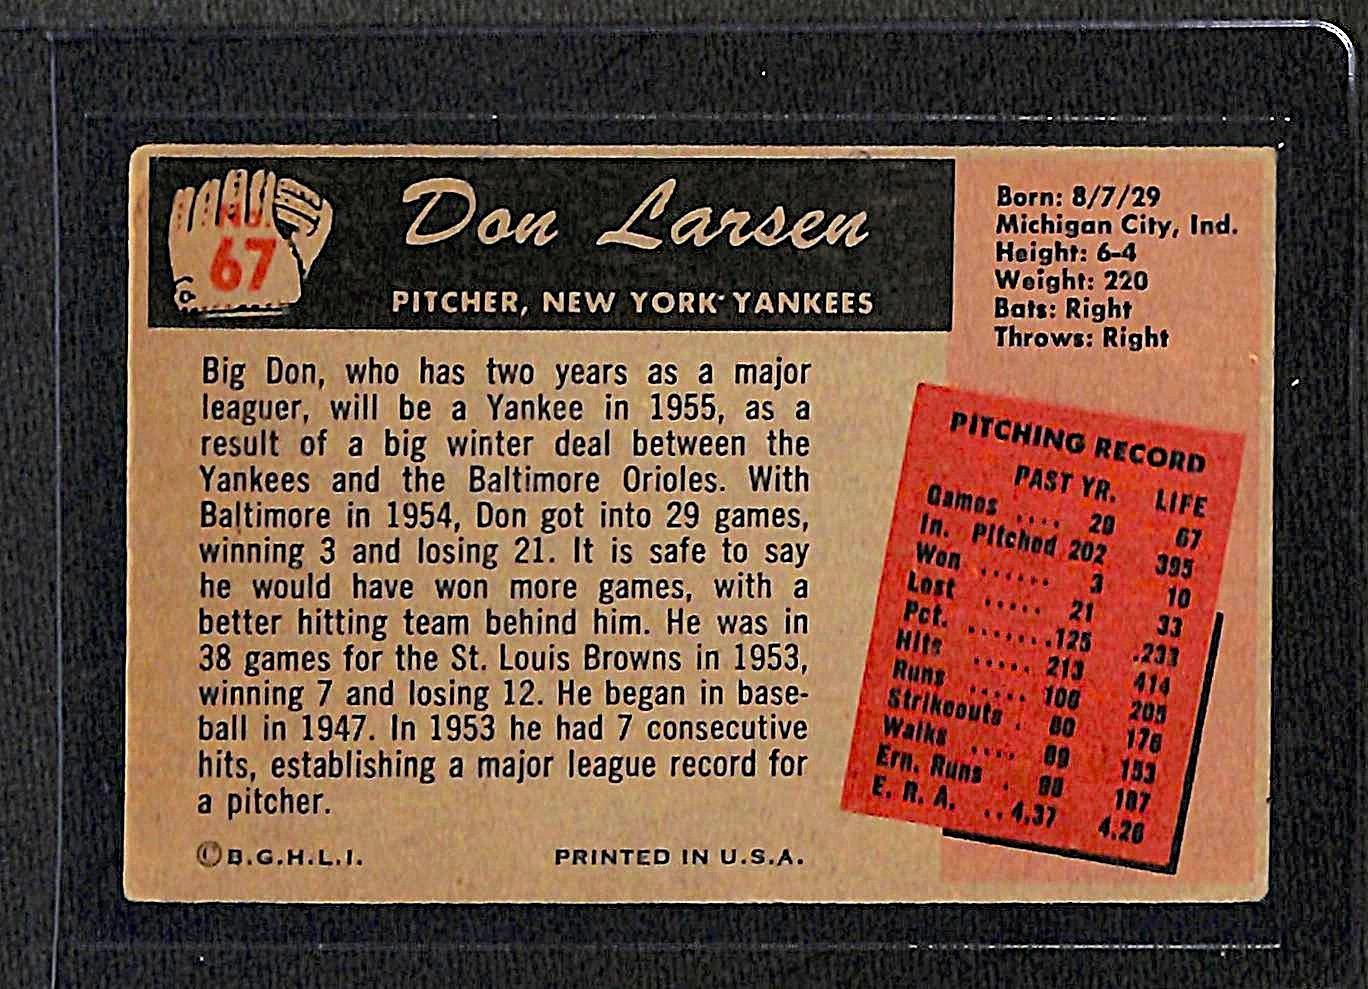 No. 67
Don Larsen
PITCHER, NEW YORK YANKEES
Born: 8/7/29
Michigan City, Ind.
Height: 6-4
Weight: 220
Bats: Right
Throws: Right
Big Don, who has two years as a major
leaguer, will be a Yankee in 1955, as a
result of a big winter deal between the
Yankees and the Baltimore Orioles. With
Baltimore in 1954, Don got into 29 games,
winning 3 and losing 21. It is safe to say
he would have won more games, with a
better hitting team behind him. He was in
38 games for the St. Louis Browns in 1953,
winning 7 and losing 12. He began in base-
ball in 1947. In 1953 he had 7 consecutive
hits, establishing a major league record for
a pitcher.
©B.G.H.L.I. PRINTED IN U.S.A.
PITCHING RECORD
PAST YR. LIFE
Games .... 29 67
In. Pitched 202 395
Won ...... 3 10
Lost ..... 21 33
Pct. .......125 .233
Hits ..... 213 414
Runs ..... 106 205
Strikeouts . 80 176
Walks .... 89 153
Ern. Runs . 98 187
E. R. A. ..4.37 4.26